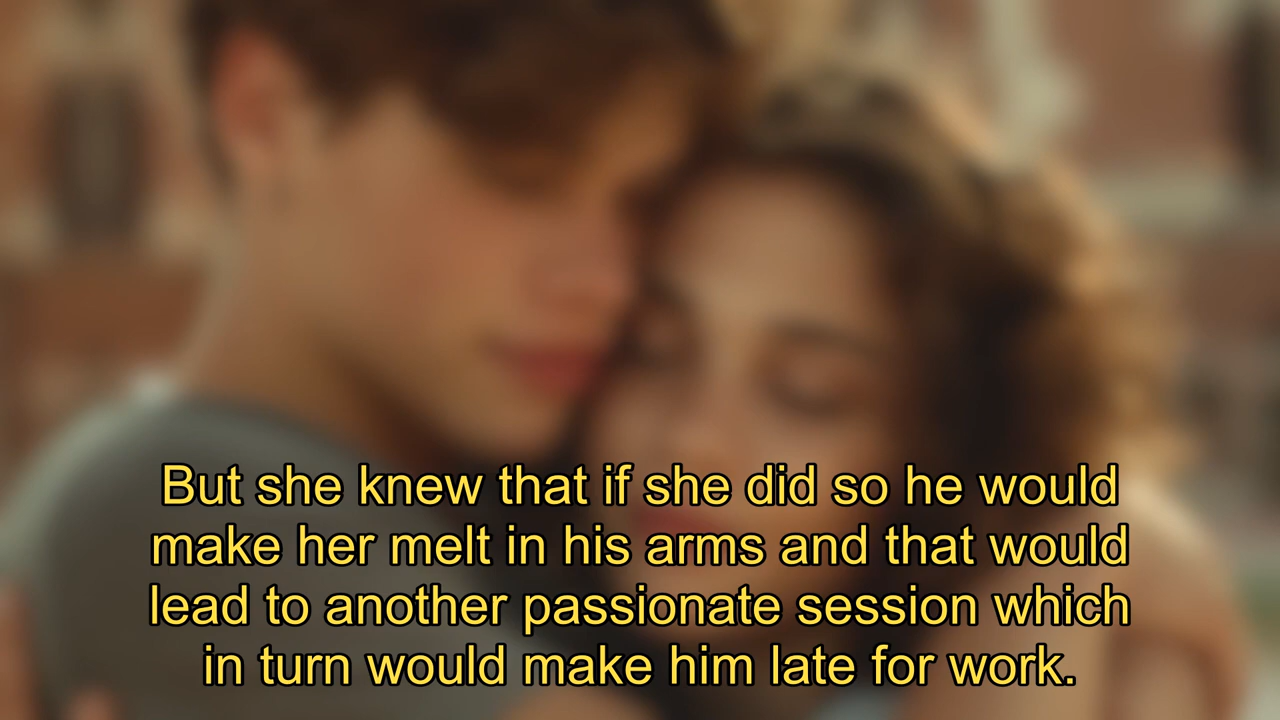 But she knew that if she did so he would
make her melt in his arms and that would
lead to another passionate session which
in turn would make him late for work.